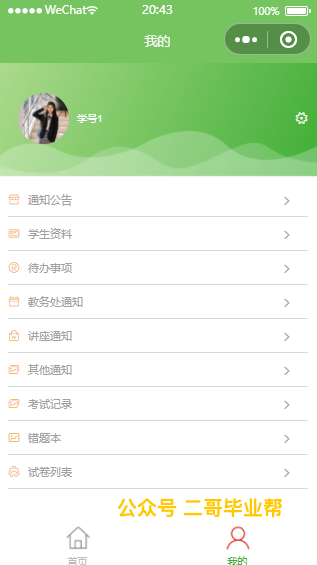 WeChat 20:43 100%
我的
学号1
通知公告
学生资料
待办事项
教务处通知
讲座通知
其他通知
考试记录
错题本
试卷列表
公众号 二哥毕业帮
首页 我的